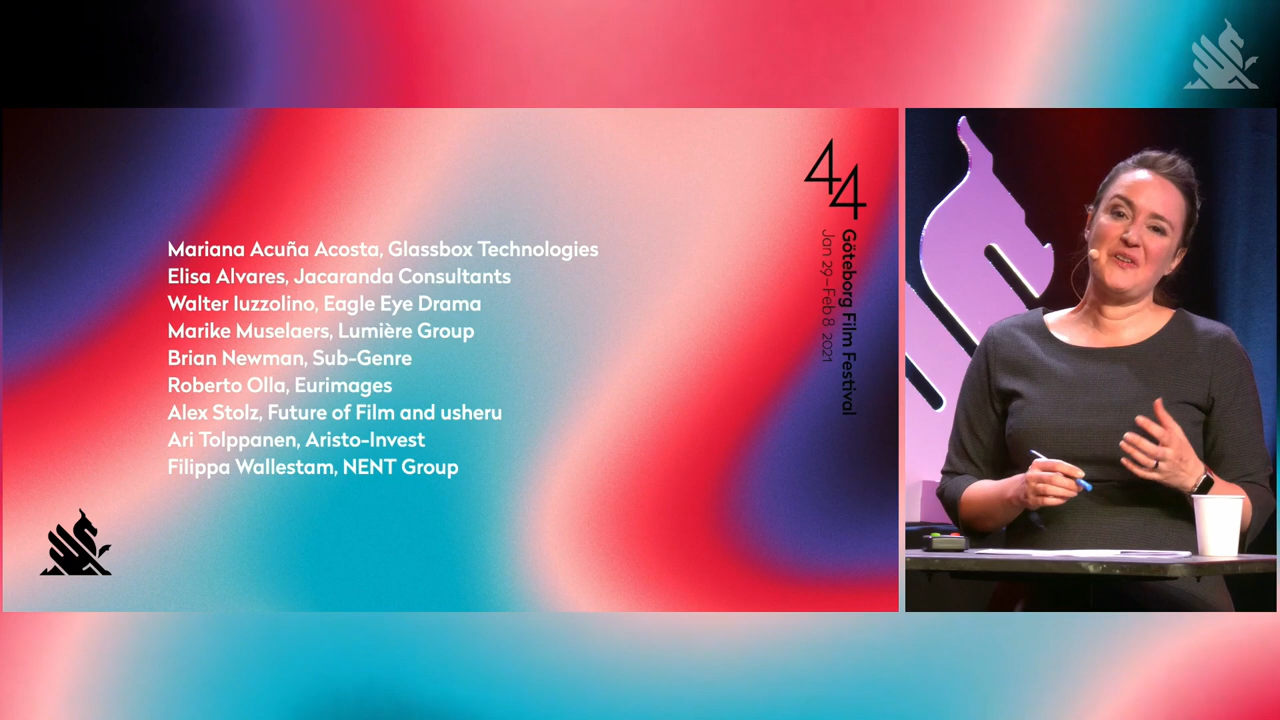 Mariana Acuña Acosta, Glassbox Technologies
Elisa Alvares, Jacaranda Consultants
Walter Iuzzolino, Eagle Eye Drama
Marike Muselaers, Lumière Group
Brian Newman, Sub-Genre
Roberto Olla, Eurimages
Alex Stolz, Future of Film and usheru
Ari Tolppanen, Aristo-Invest
Filippa Wallestam, NENT Group
44
Göteborg Film Festival
Jan 29–Feb 8 2021